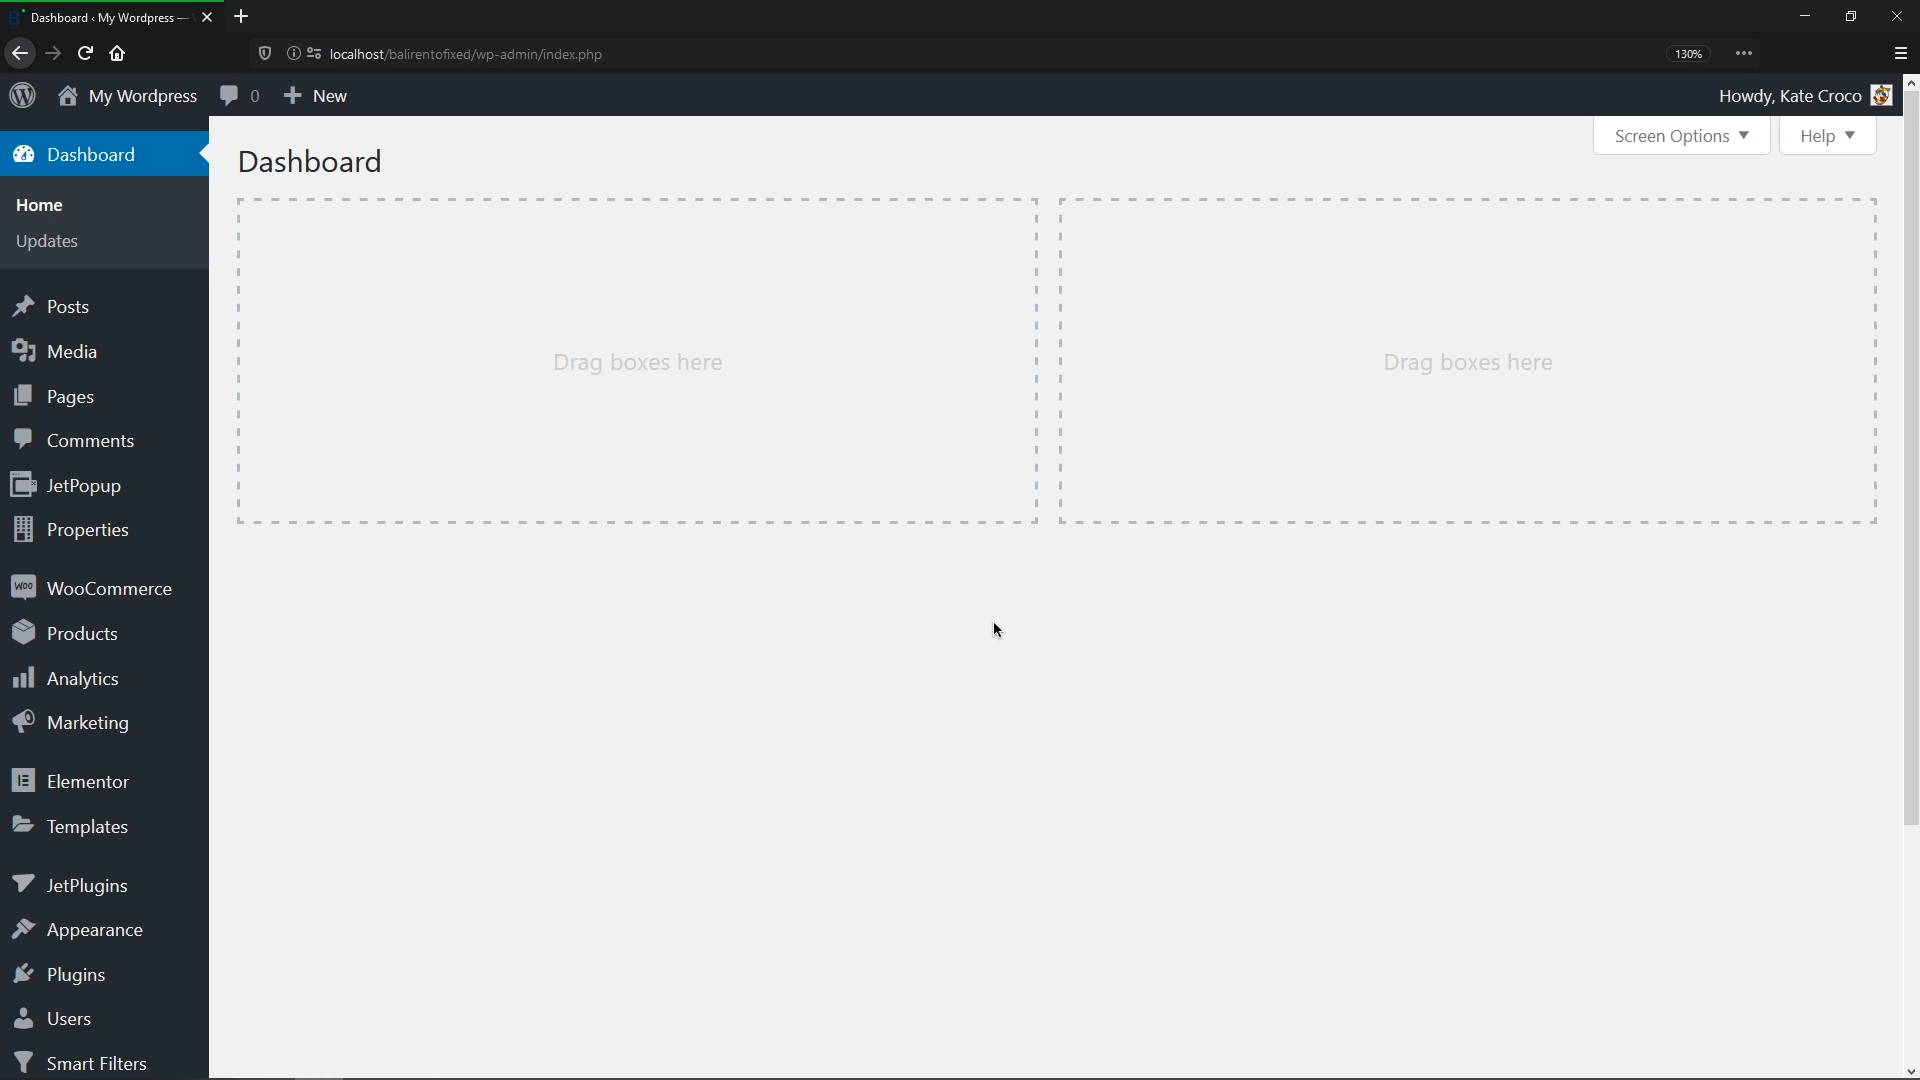 Dashboard ‹ My Wordpress —
localhost/balirentofixed/wp-admin/index.php
130%
My Wordpress
0
New
Howdy, Kate Croco
Screen Options
Help
Dashboard
Dashboard
Home
Updates
Posts
Media
Pages
Comments
JetPopup
Properties
WooCommerce
Products
Analytics
Marketing
Elementor
Templates
JetPlugins
Appearance
Plugins
Users
Smart Filters
Drag boxes here
Drag boxes here